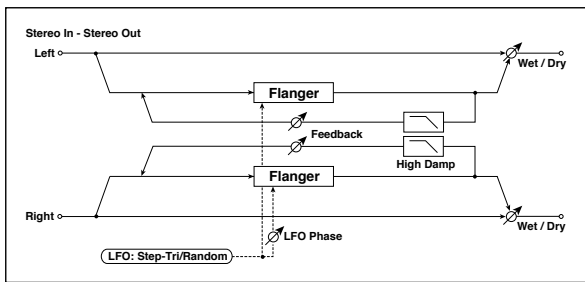 Stereo In - Stereo Out
Left
Wet / Dry
Flanger
Feedback
High Damp
Flanger
Right
Wet / Dry
LFO Phase
LFO: Step-Tri/Random